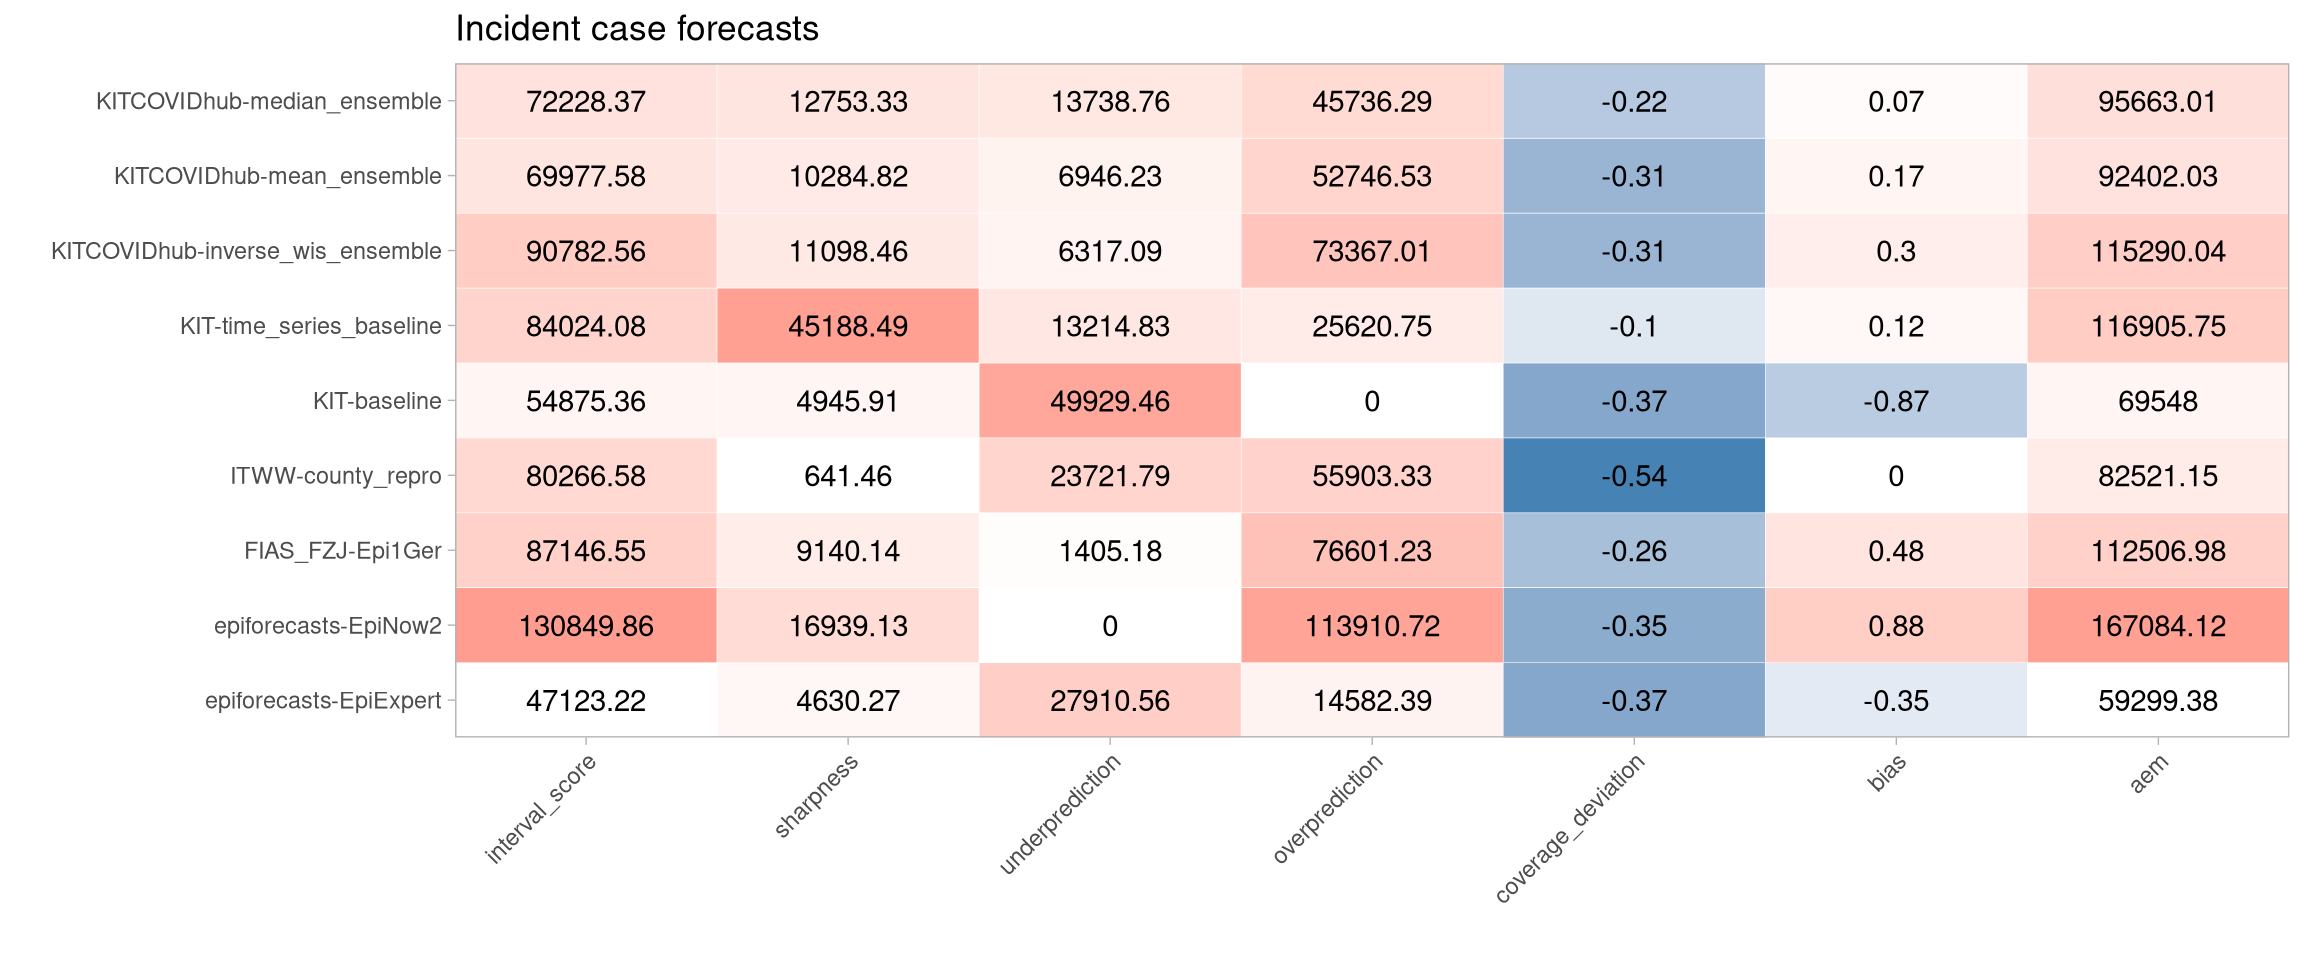 Incident case forecasts
KITCOVIDhub-median_ensemble 72228.37 12753.33 13738.76 45736.29 -0.22 0.07 95663.01
KITCOVIDhub-mean_ensemble 69977.58 10284.82 6946.23 52746.53 -0.31 0.17 92402.03
KITCOVIDhub-inverse_wis_ensemble 90782.56 11098.46 6317.09 73367.01 -0.31 0.3 115290.04
KIT-time_series_baseline 84024.08 45188.49 13214.83 25620.75 -0.1 0.12 116905.75
KIT-baseline 54875.36 4945.91 49929.46 0 -0.37 -0.87 69548
ITWW-county_repro 80266.58 641.46 23721.79 55903.33 -0.54 0 82521.15
FIAS_FZJ-Epi1Ger 87146.55 9140.14 1405.18 76601.23 -0.26 0.48 112506.98
epiforecasts-EpiNow2 130849.86 16939.13 0 113910.72 -0.35 0.88 167084.12
epiforecasts-EpiExpert 47123.22 4630.27 27910.56 14582.39 -0.37 -0.35 59299.38
interval_score sharpness underprediction overprediction coverage_deviation bias aem